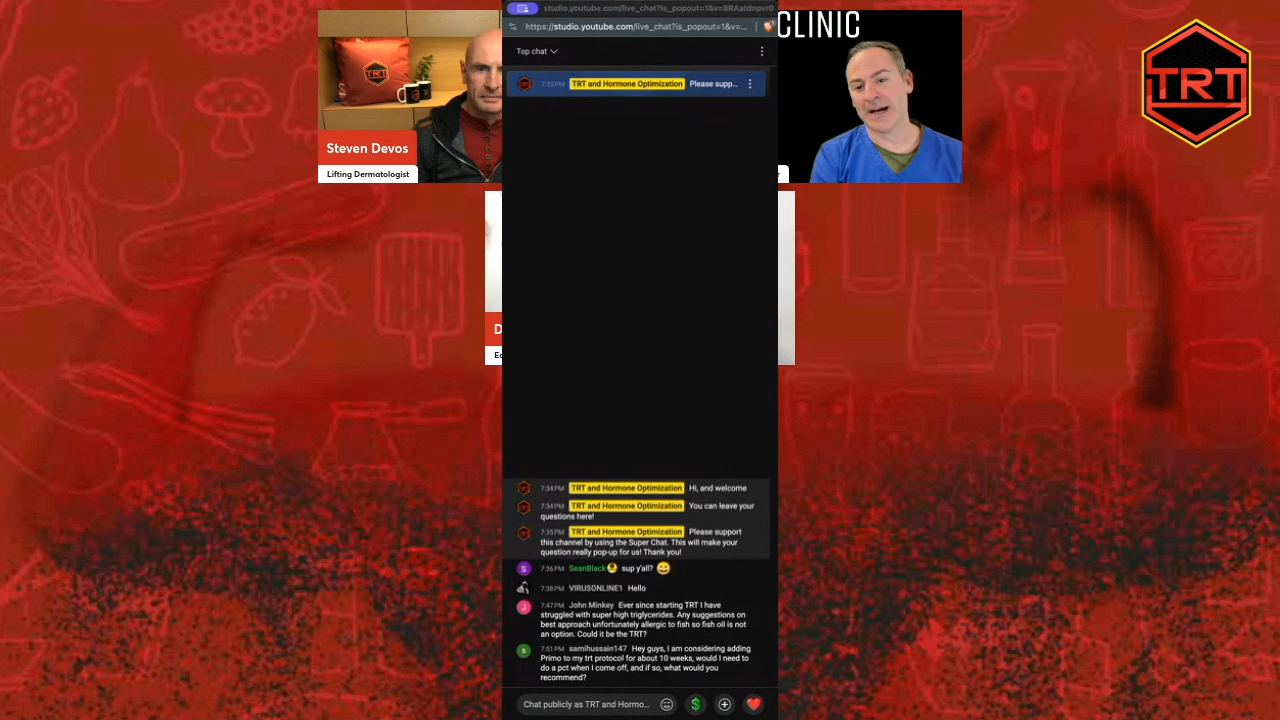 studio.youtube.com/live_chat?is_popout=1&v=8RAatdnpvr0
https://studio.youtube.com/live_chat?is_popout=1&v=...
Top chat
7:35 PM TRT and Hormone Optimization Please supp...
CLINIC
TRT
TRT
Steven Devos
Lifting Dermatologist
D
Ec
7:34 PM TRT and Hormone Optimization Hi, and welcome
7:34 PM TRT and Hormone Optimization You can leave your
questions here!
7:35 PM TRT and Hormone Optimization Please support
this channel by using the Super Chat. This will make your
question really pop-up for us! Thank you!
S 7:36 PM SeanBlack sup y'all?
7:38 PM VIRUSONLINE1 Hello
J 7:47 PM John Minkey Ever since starting TRT I have
struggled with super high triglycerides. Any suggestions on
best approach unfortunately allergic to fish so fish oil is not
an option. Could it be the TRT?
s 7:51 PM samihussain147 Hey guys, I am considering adding
Primo to my trt protocol for about 10 weeks, would I need to
do a pct when I come off, and if so, what would you
recommend?
Chat publicly as TRT and Hormo...